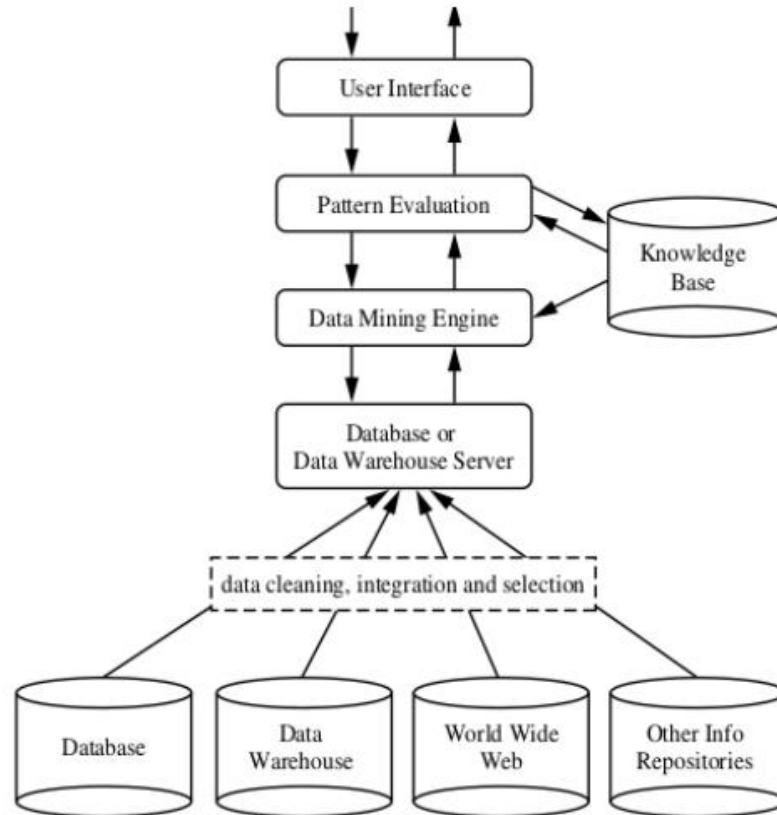 User Interface
Pattern Evaluation
Knowledge
Base
Data Mining Engine
Database or
Data Warehouse Server
data cleaning, integration and selection
Database
Data
Warehouse
World Wide
Web
Other Info
Repositories